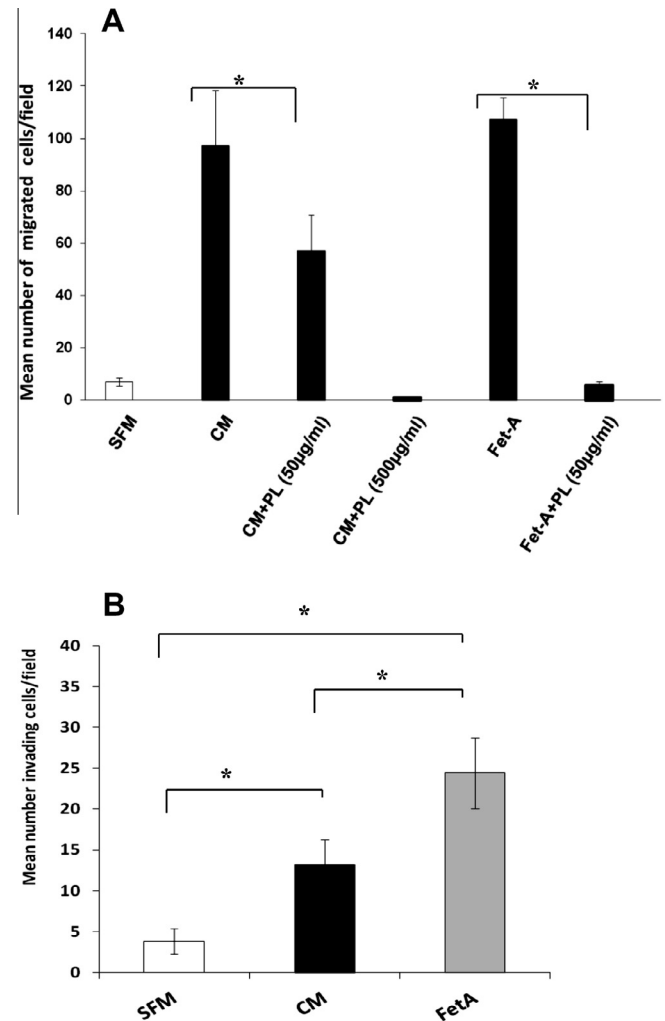 A
Mean number of migrated cells/field
140
120
100
80
60
40
20
0
*
*
SFM
CM
CM+PL (50µg/ml)
CM+PL (500µg/ml)
Fet-A
Fet-A+PL (50µg/ml)
B
Mean number invading cells/field
40
35
30
25
20
15
10
5
0
*
*
*
SFM
CM
FetA